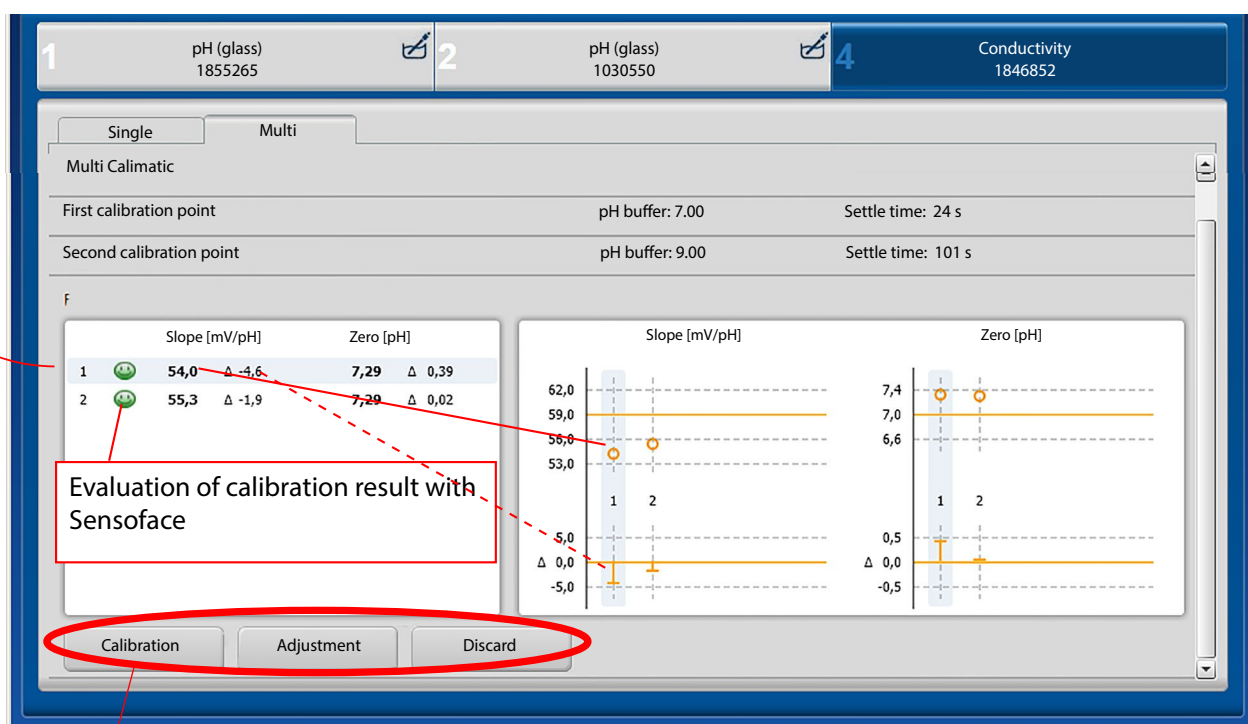 1 pH (glass) 2 pH (glass) 4 Conductivity
1855265 1030550 1846852
Single Multi
Multi Calimatic
First calibration point pH buffer: 7.00 Settle time: 24 s
Second calibration point pH buffer: 9.00 Settle time: 101 s
F
Slope [mV/pH] Zero [pH]
1 54,0 Δ -4,6 7,29 Δ 0,39
2 55,3 Δ -1,9 7,29 Δ 0,02
Evaluation of calibration result with
Sensoface
Slope [mV/pH]
62,0
59,0
56,0
53,0
1 2
5,0
Δ 0,0
-5,0
Zero [pH]
7,4
7,0
6,6
1 2
0,5
Δ 0,0
-0,5
Calibration Adjustment Discard